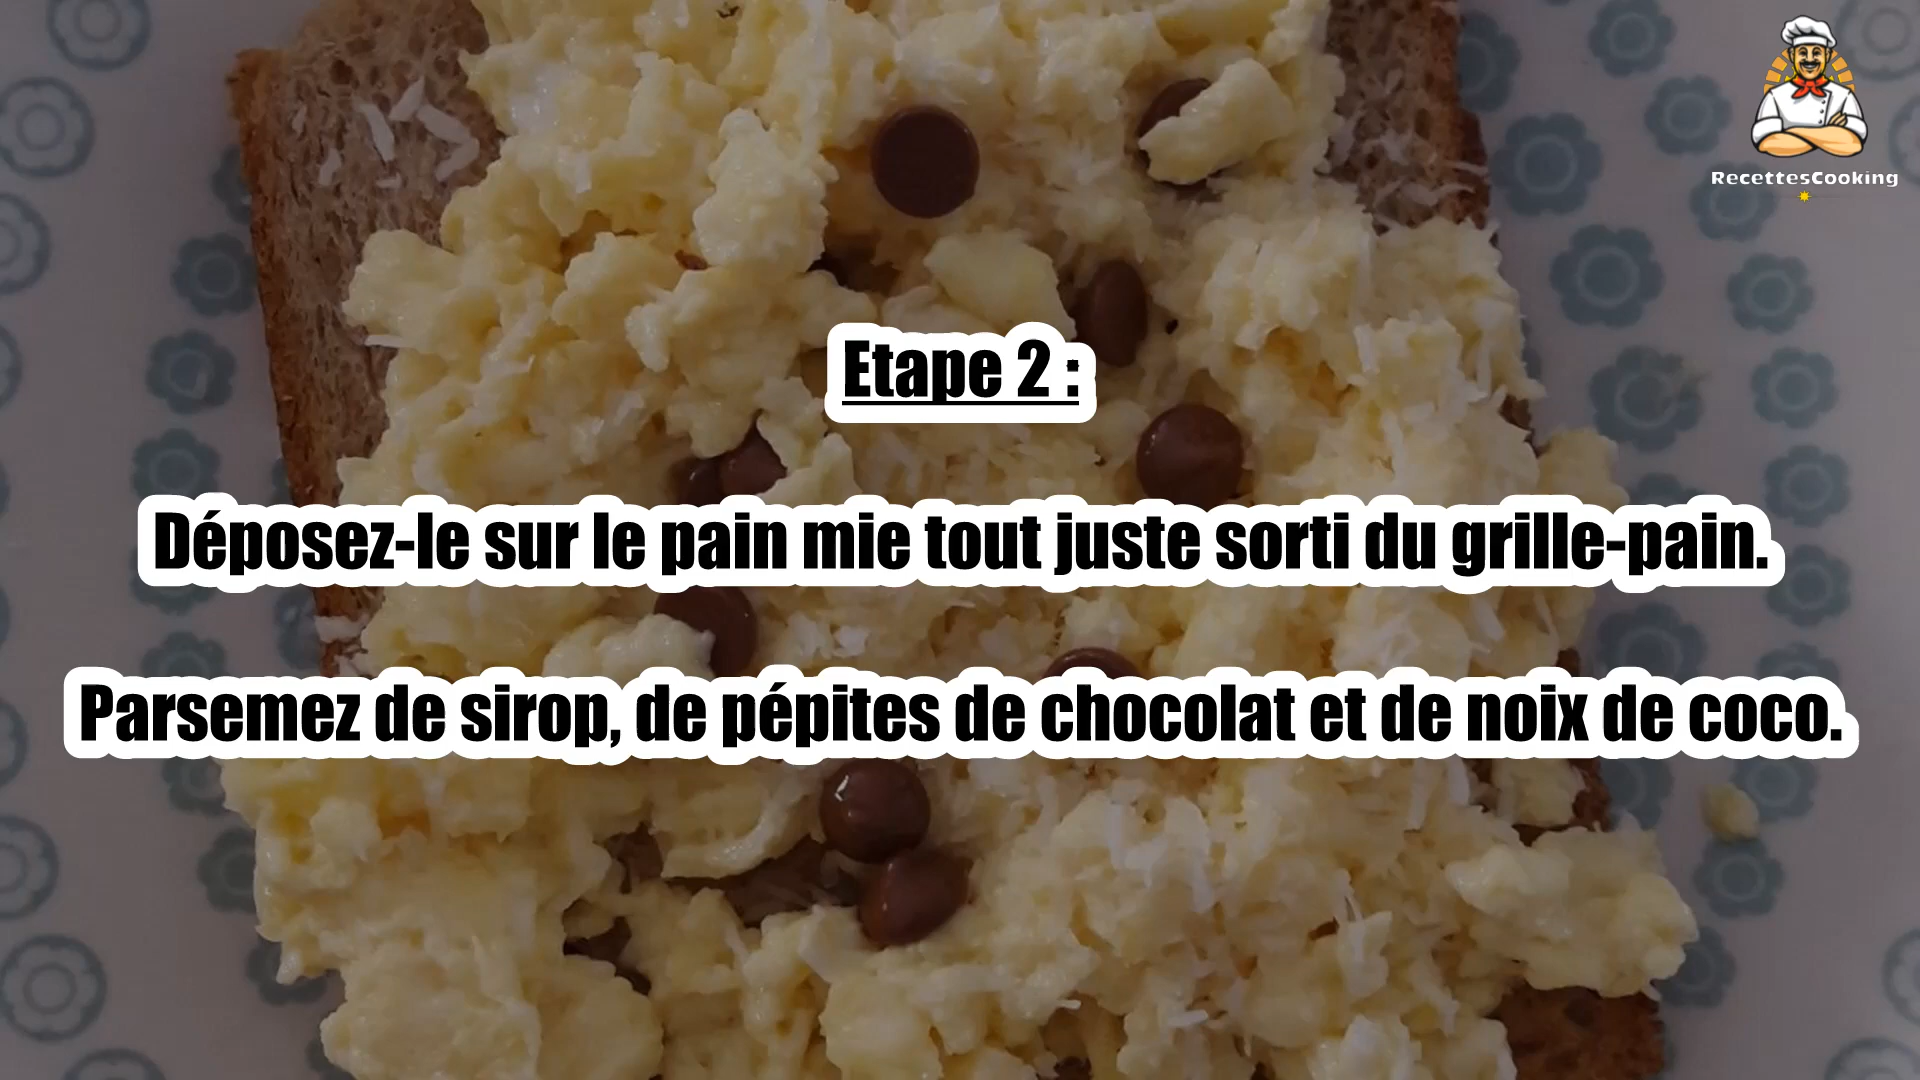 RecettesCooking
Etape 2 :
Déposez-le sur le pain mie tout juste sorti du grille-pain.
Parsemez de sirop, de pépites de chocolat et de noix de coco.